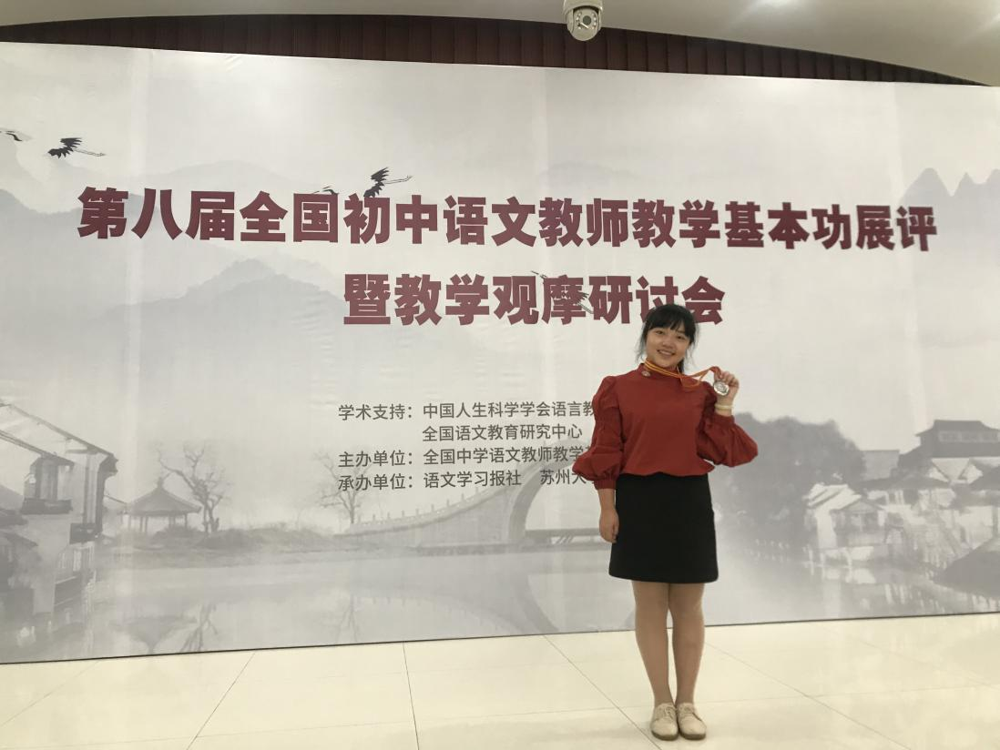 第八届全国初中语文教师教学基本功展评
暨教学观摩研讨会
学术支持：中国人生科学学会语言教
全国语文教育研究中心
主办单位：全国中学语文教师教学
承办单位：语文学习报社 苏州大